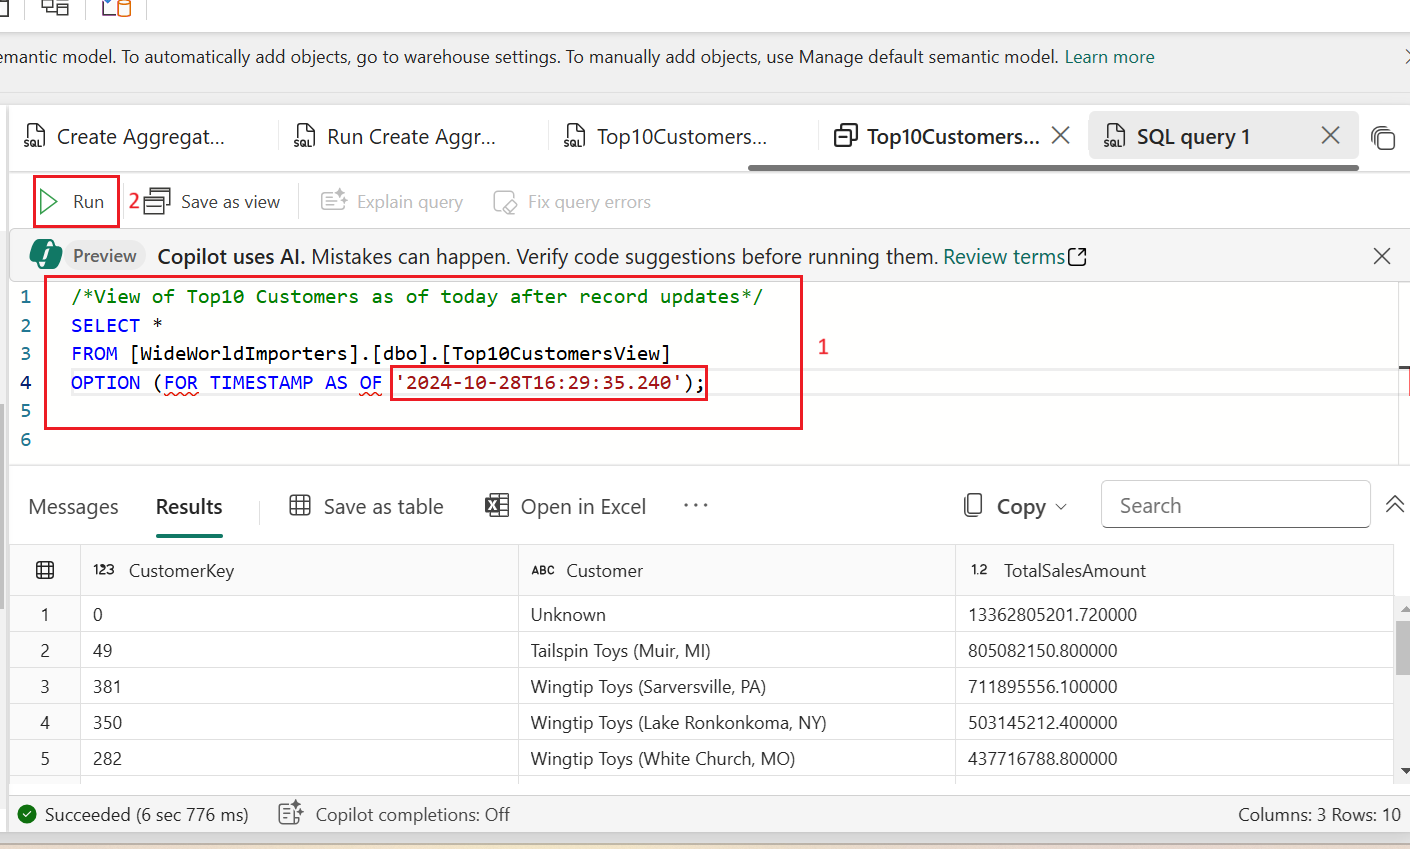 emantic model. To automatically add objects, go to warehouse settings. To manually add objects, use Manage default semantic model. Learn more
Create Aggregat... Run Create Aggr... Top10Customers... Top10Customers... SQL query 1
Run 2 Save as view Explain query Fix query errors
Preview Copilot uses AI. Mistakes can happen. Verify code suggestions before running them. Review terms
1 /*View of Top10 Customers as of today after record updates*/
2 SELECT *
3 FROM [WideWorldImporters].[dbo].[Top10CustomersView] 1
4 OPTION (FOR TIMESTAMP AS OF '2024-10-28T16:29:35.240');
5
6
Messages Results Save as table Open in Excel ... Copy Search
123 CustomerKey ABC Customer 1.2 TotalSalesAmount
1 0 Unknown 13362805201.720000
2 49 Tailspin Toys (Muir, MI) 805082150.800000
3 381 Wingtip Toys (Sarversville, PA) 711895556.100000
4 350 Wingtip Toys (Lake Ronkonkoma, NY) 503145212.400000
5 282 Wingtip Toys (White Church, MO) 437716788.800000
Succeeded (6 sec 776 ms) Copilot completions: Off Columns: 3 Rows: 10